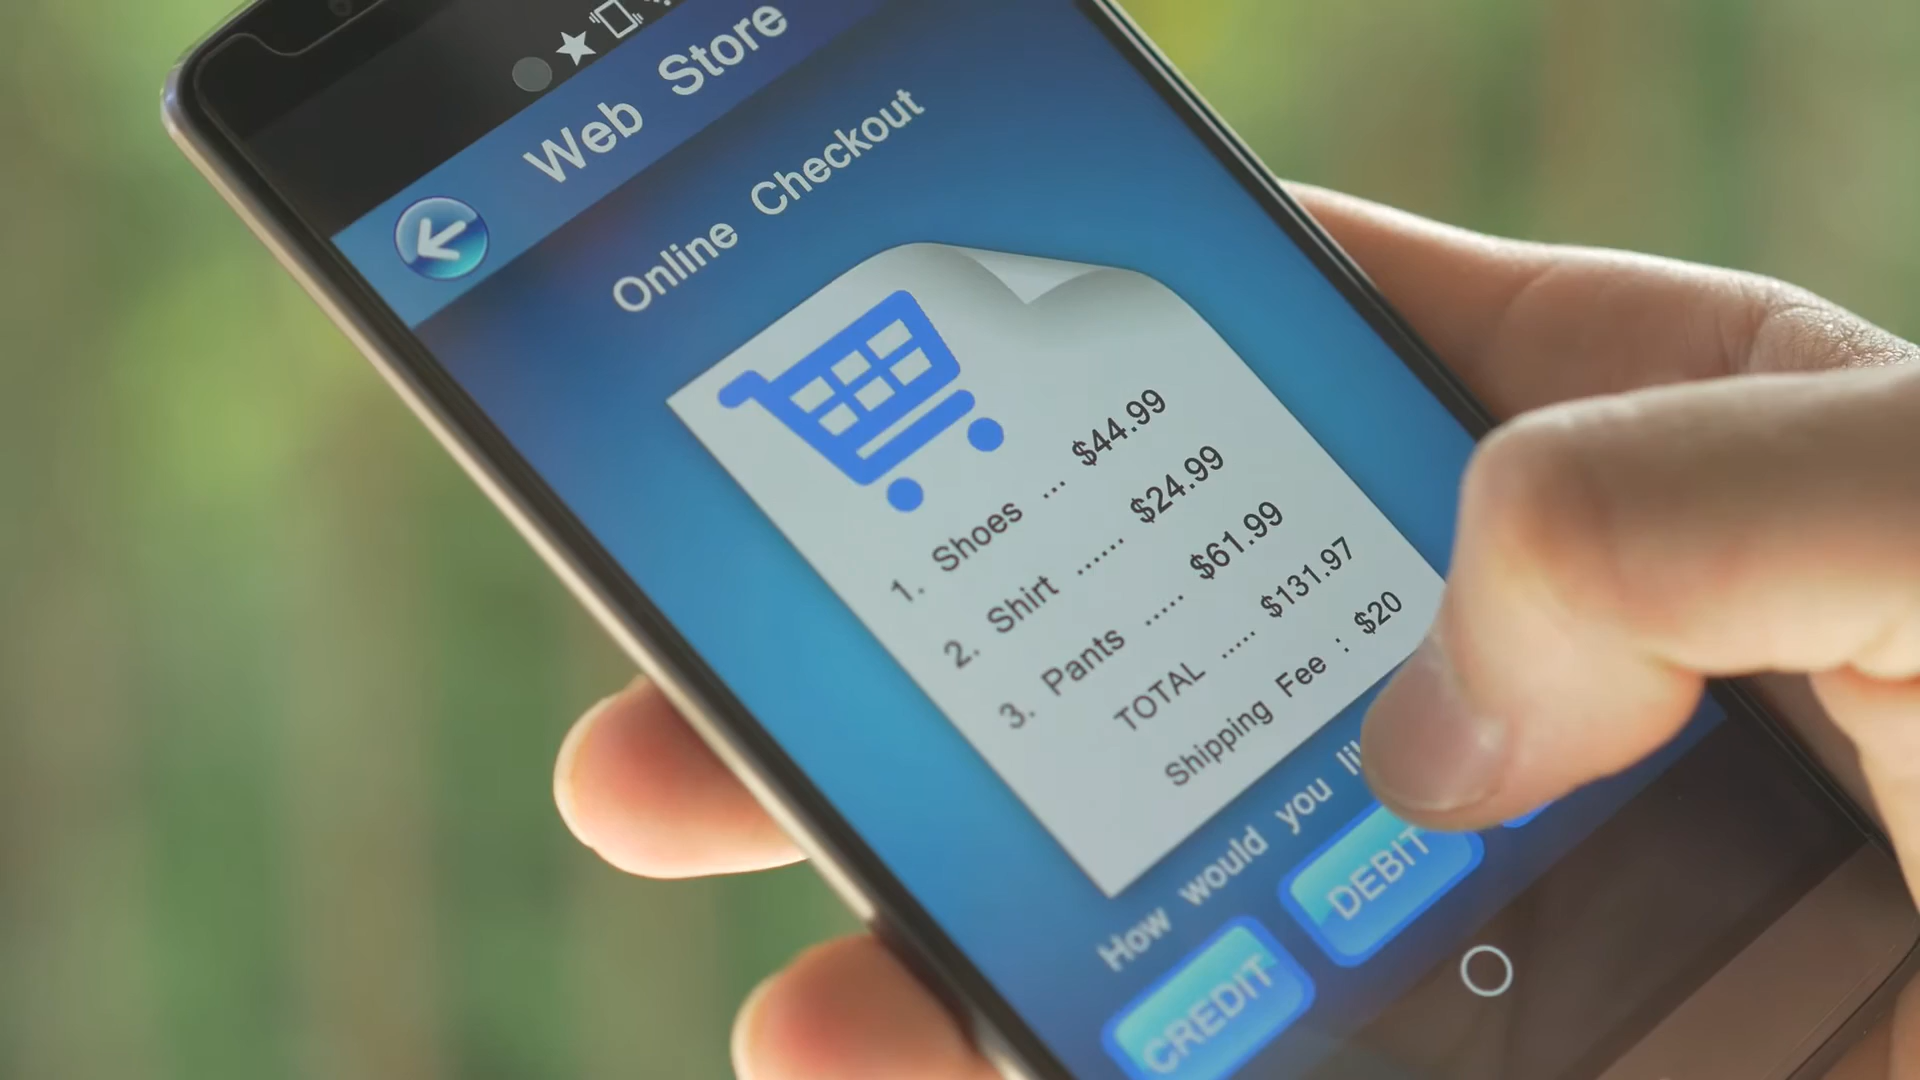 Web Store
Online Checkout
1. Shoes ... $44.99
2. Shirt ...... $24.99
3. Pants ..... $61.99
TOTAL ..... $131.97
Shipping Fee : $20
How would you
CREDIT DEBIT